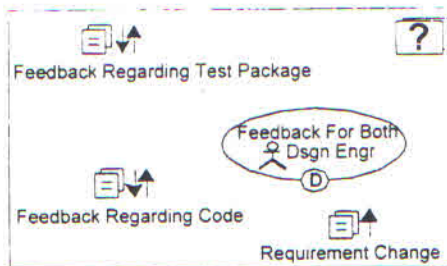 ?
Feedback Regarding Test Package
Feedback For Both
Dsgn Engr
D
Feedback Regarding Code
Requirement Change